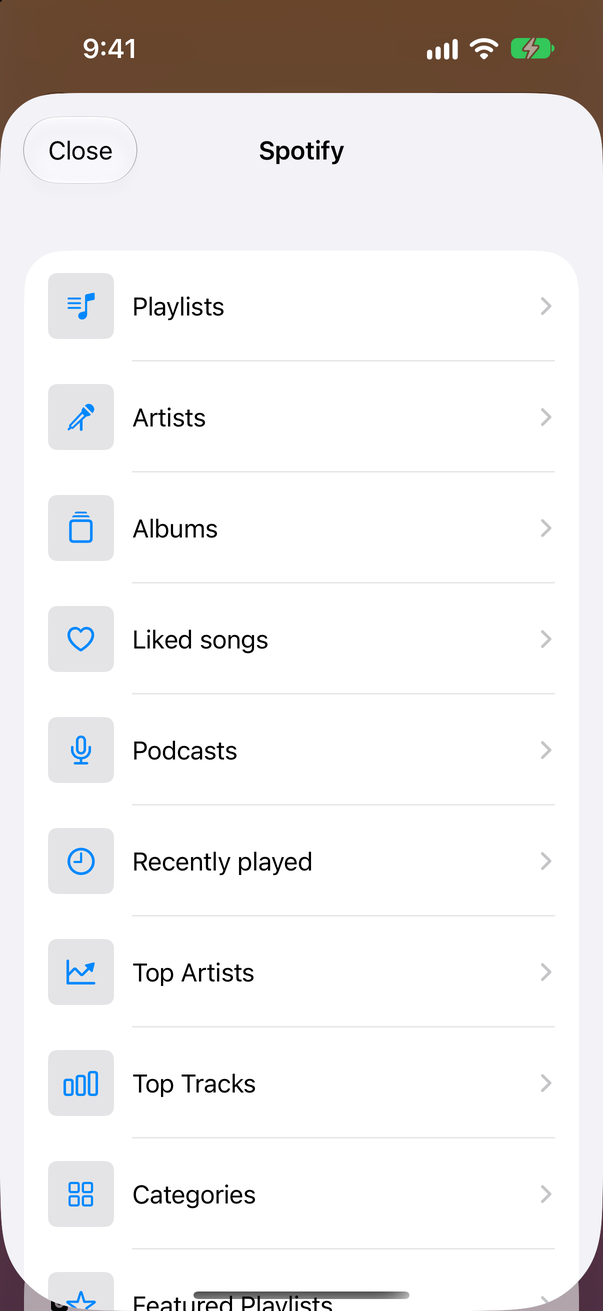 9:41
Close
Spotify
Playlists
Artists
Albums
Liked songs
Podcasts
Recently played
Top Artists
Top Tracks
Categories
Featured Playlists